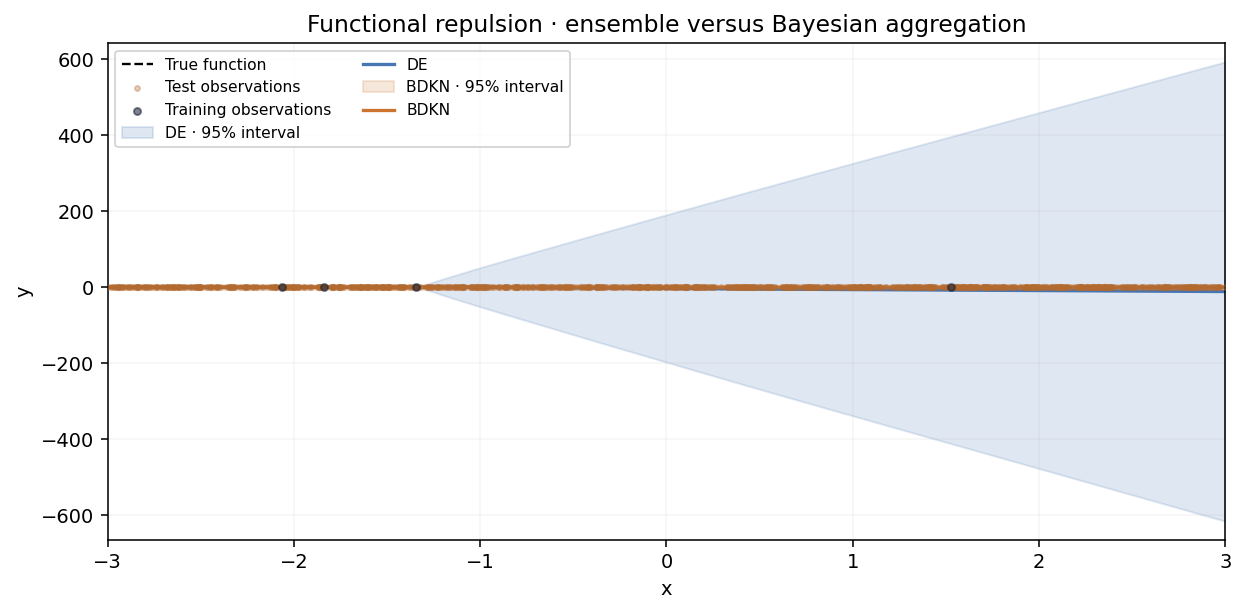 Functional repulsion · ensemble versus Bayesian aggregation
True function
Test observations
Training observations
DE · 95% interval
DE
BDKN · 95% interval
BDKN
y
600
400
200
0
−200
−400
−600
−3
−2
−1
0
1
2
3
x